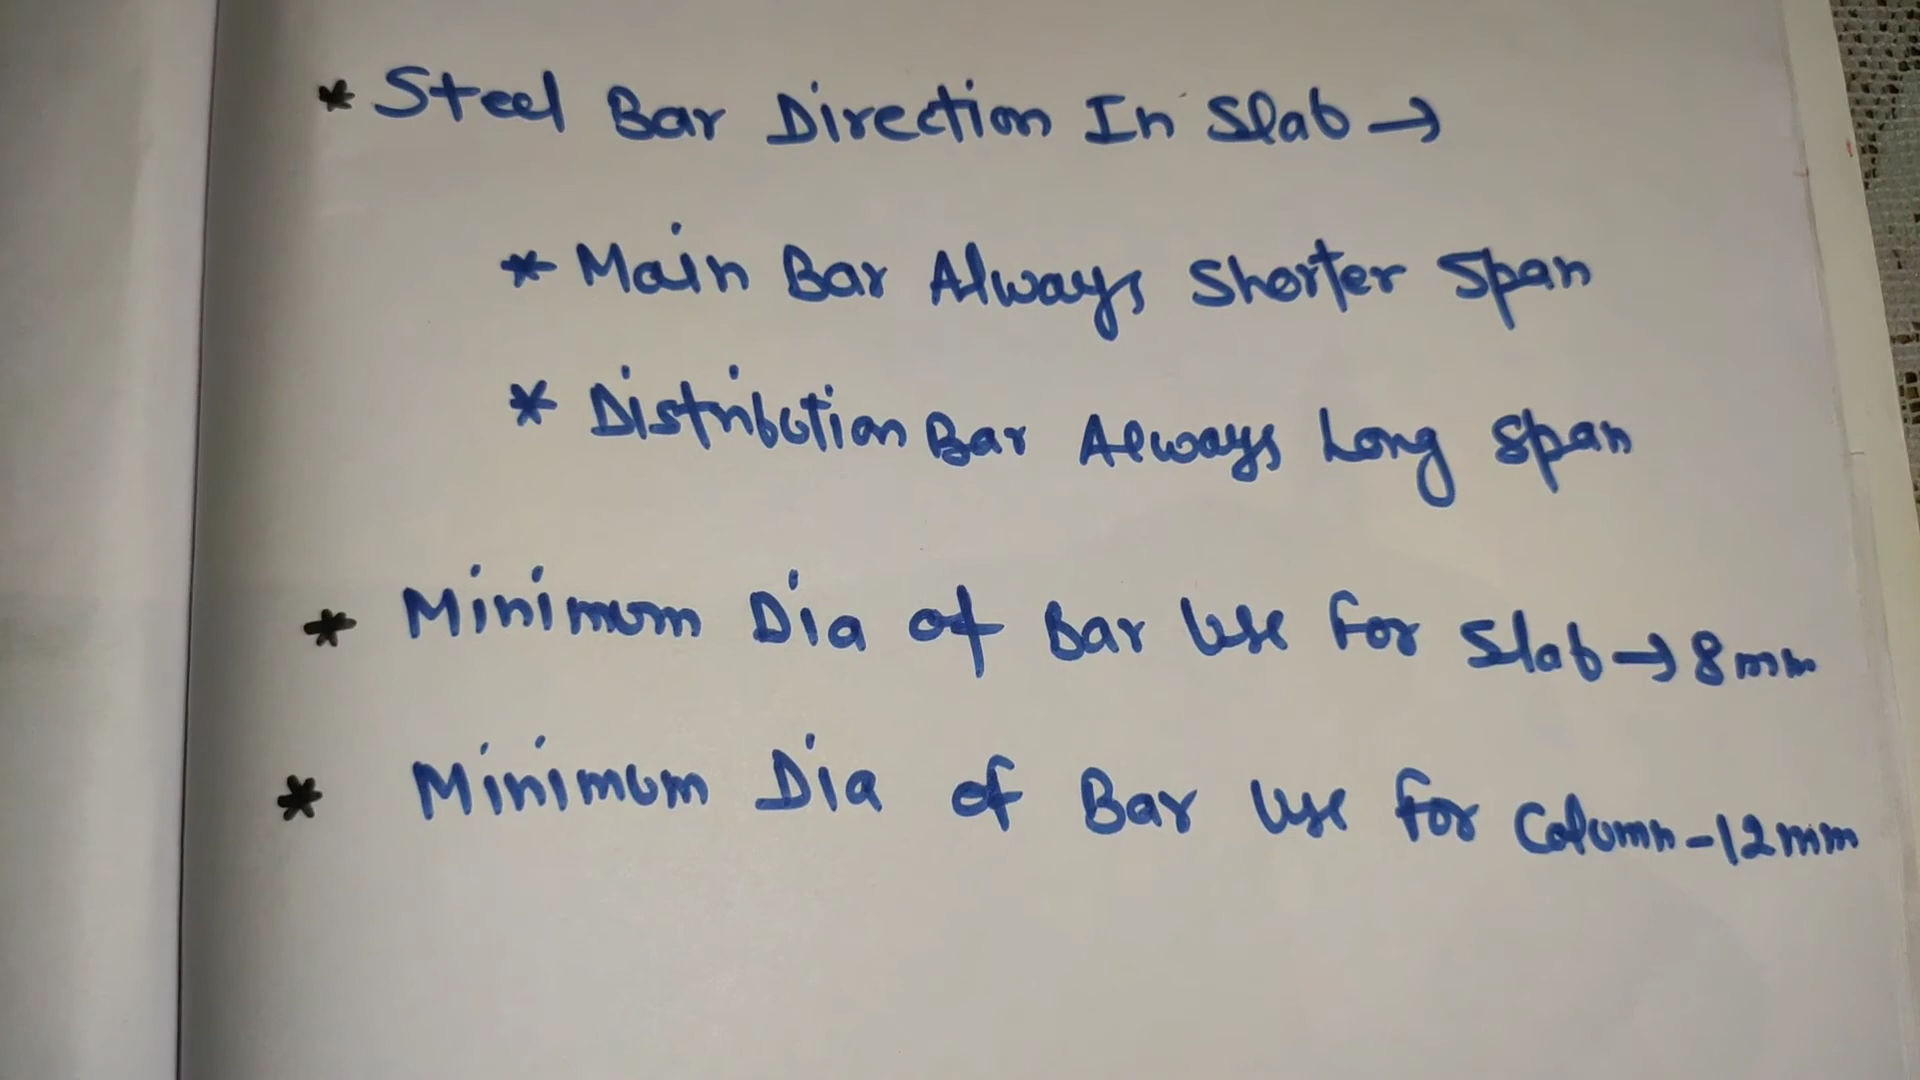 * Steel Bar Direction In Slab →
* Main Bar Always Shorter Span
* Distribution Bar Always Long Span
* Minimum Dia of Bar Use For Slab → 8mm
* Minimum Dia of Bar Use For Column - 12mm